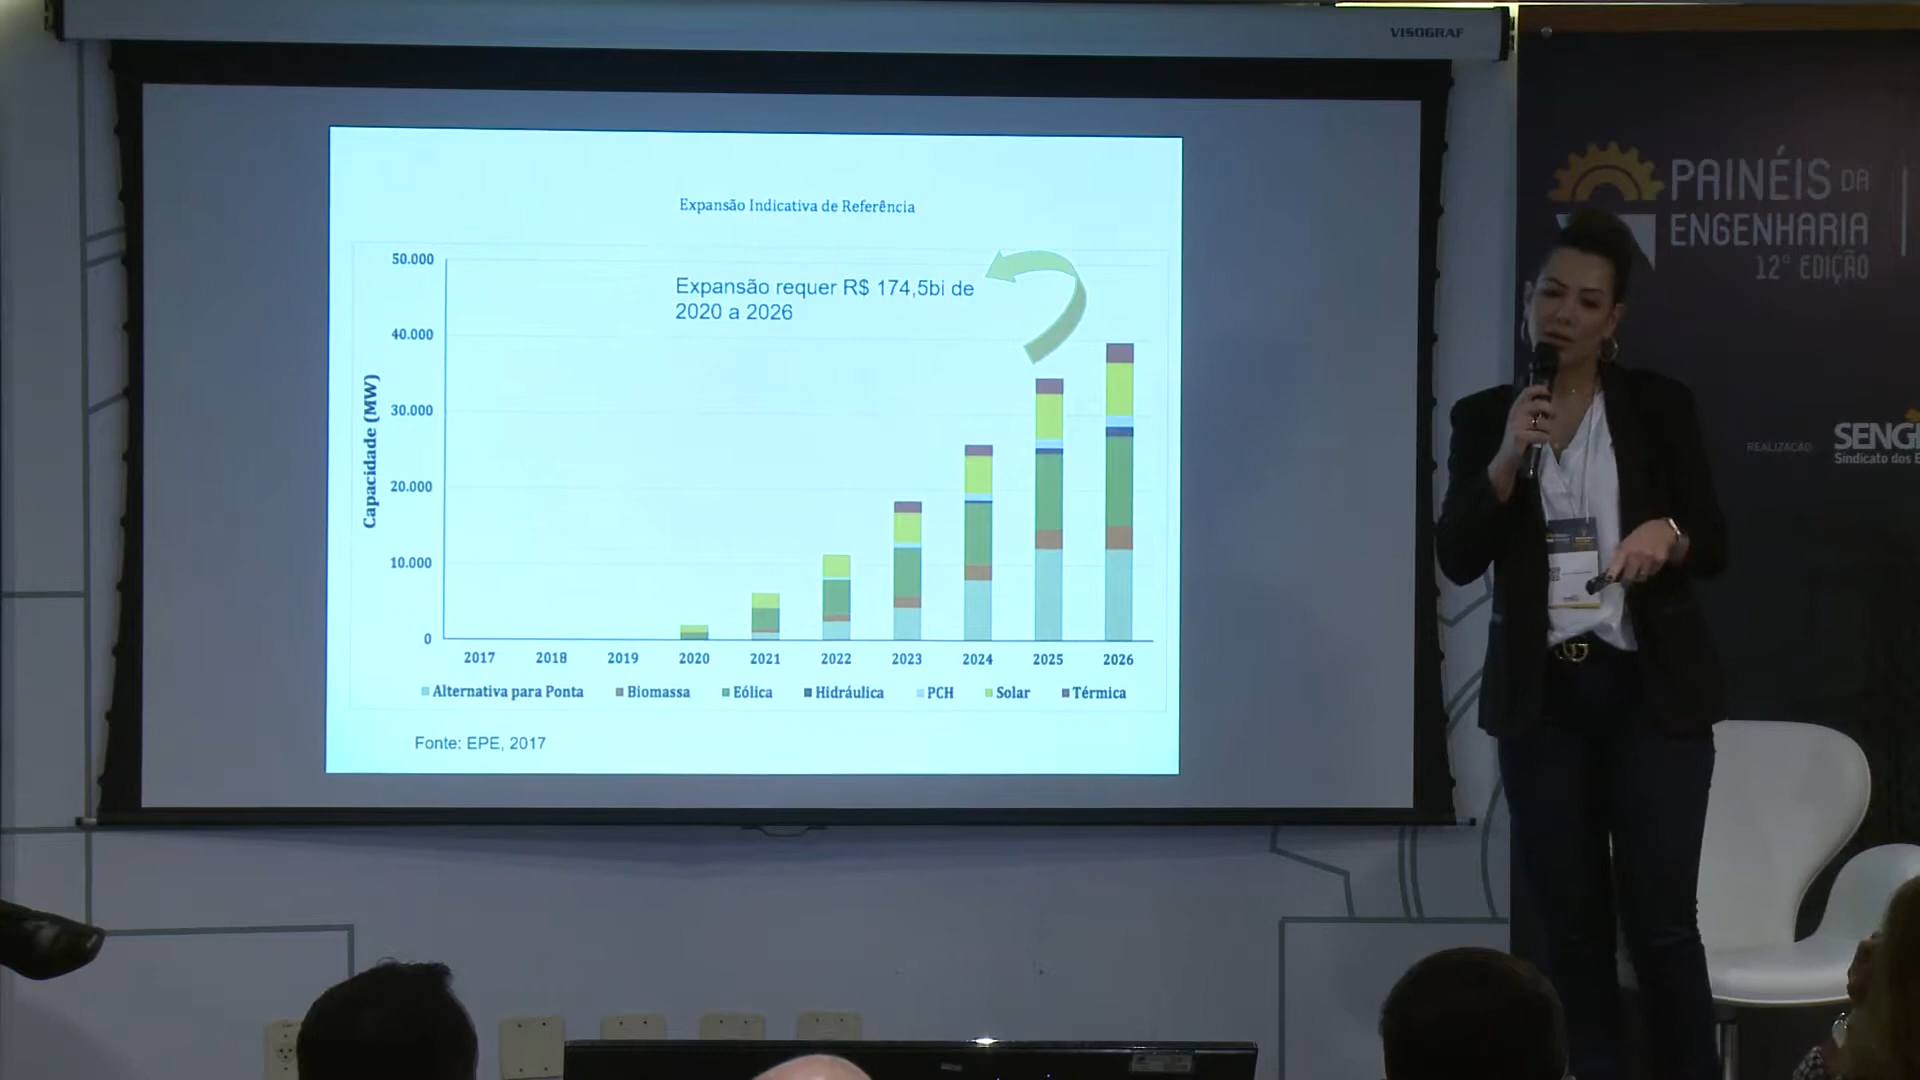 VISOGRAF
Expansão Indicativa de Referência
50.000
Expansão requer R$ 174,5bi de
2020 a 2026
40.000
30.000
20.000
10.000
0
Capacidade (MW)
2017 2018 2019 2020 2021 2022 2023 2024 2025 2026
Alternativa para Ponta Biomassa Eólica Hidráulica PCH Solar Térmica
Fonte: EPE, 2017
PAINÉIS DA
ENGENHARIA
12ª EDIÇÃO
REALIZAÇÃO
SENG
Sindicato dos E